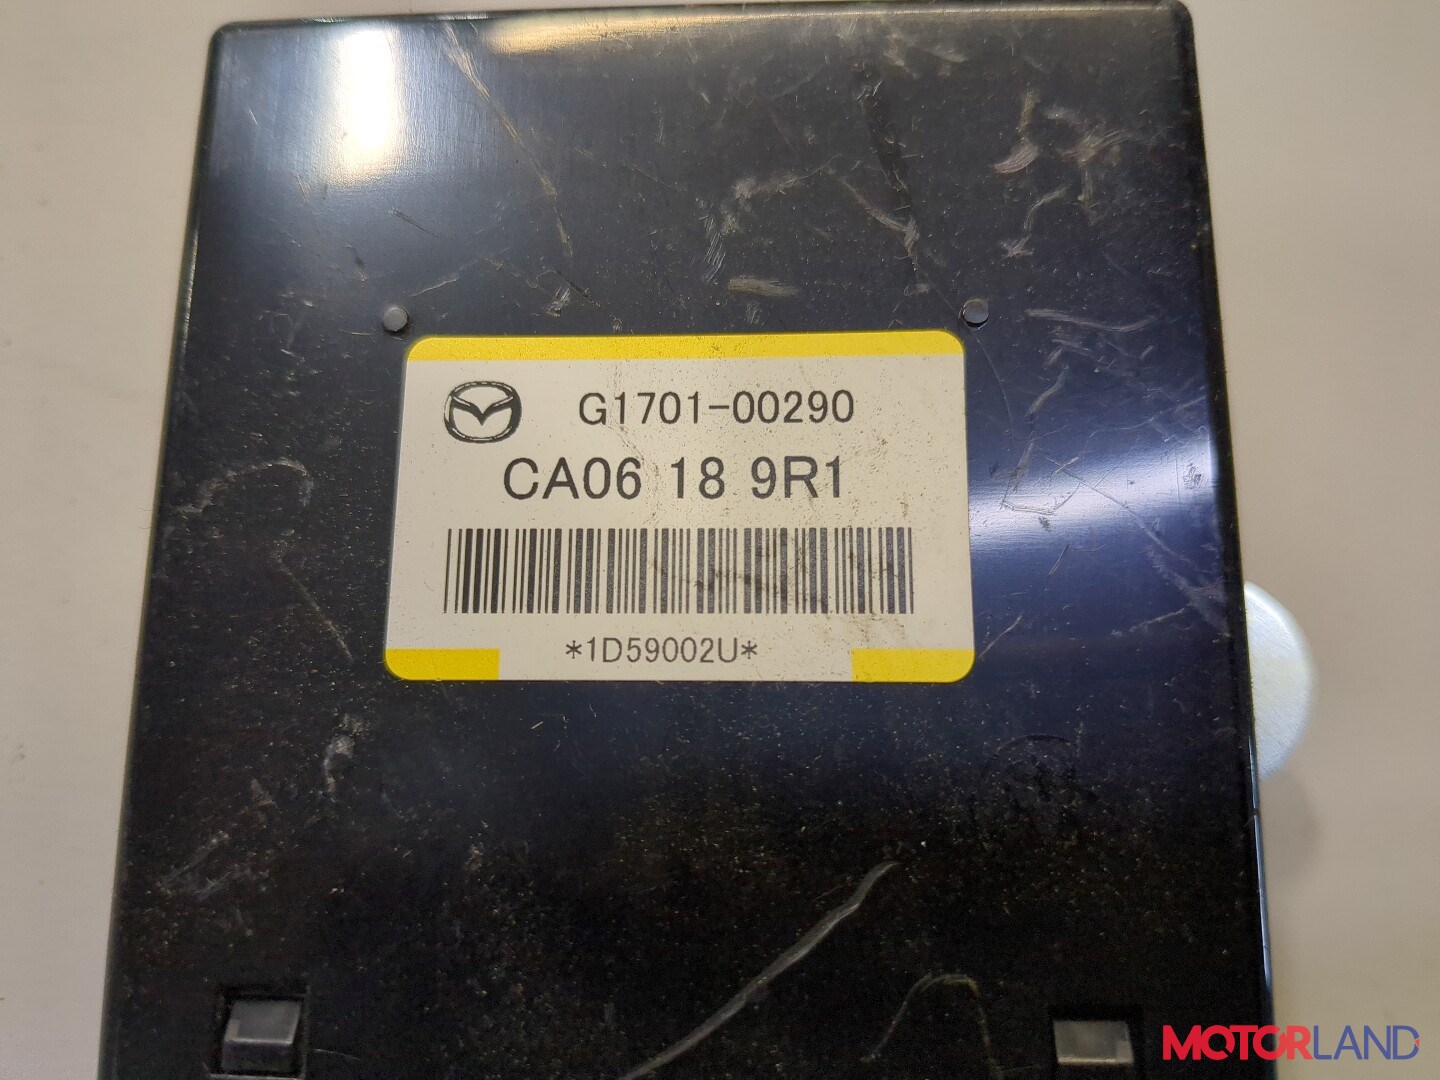 G1701-00290
CA06 18 9R1
*1D59002U*
MOTORLAND